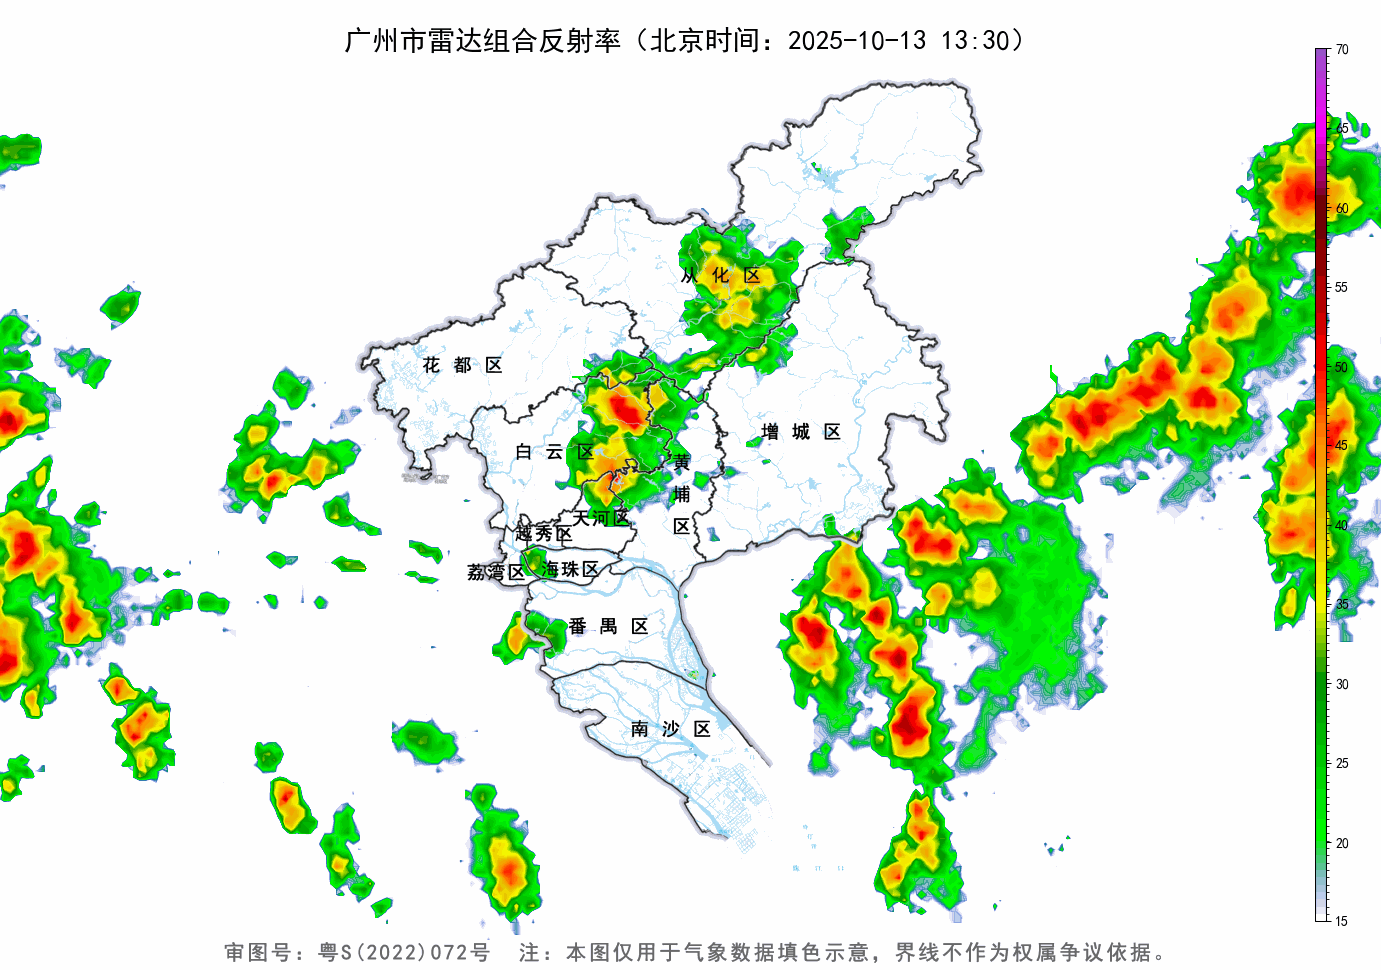 广州市雷达组合反射率（北京时间：2025-10-13 13:30）
70
65
60
55
50
45
40
35
30
25
20
15
从化区
花都区
增城区
白云区
黄埔区
天河区
越秀区
荔湾区
海珠区
番禺区
南沙区
审图号：粤S(2022)072号 注：本图仅用于气象数据填色示意，界线不作为权属争议依据。